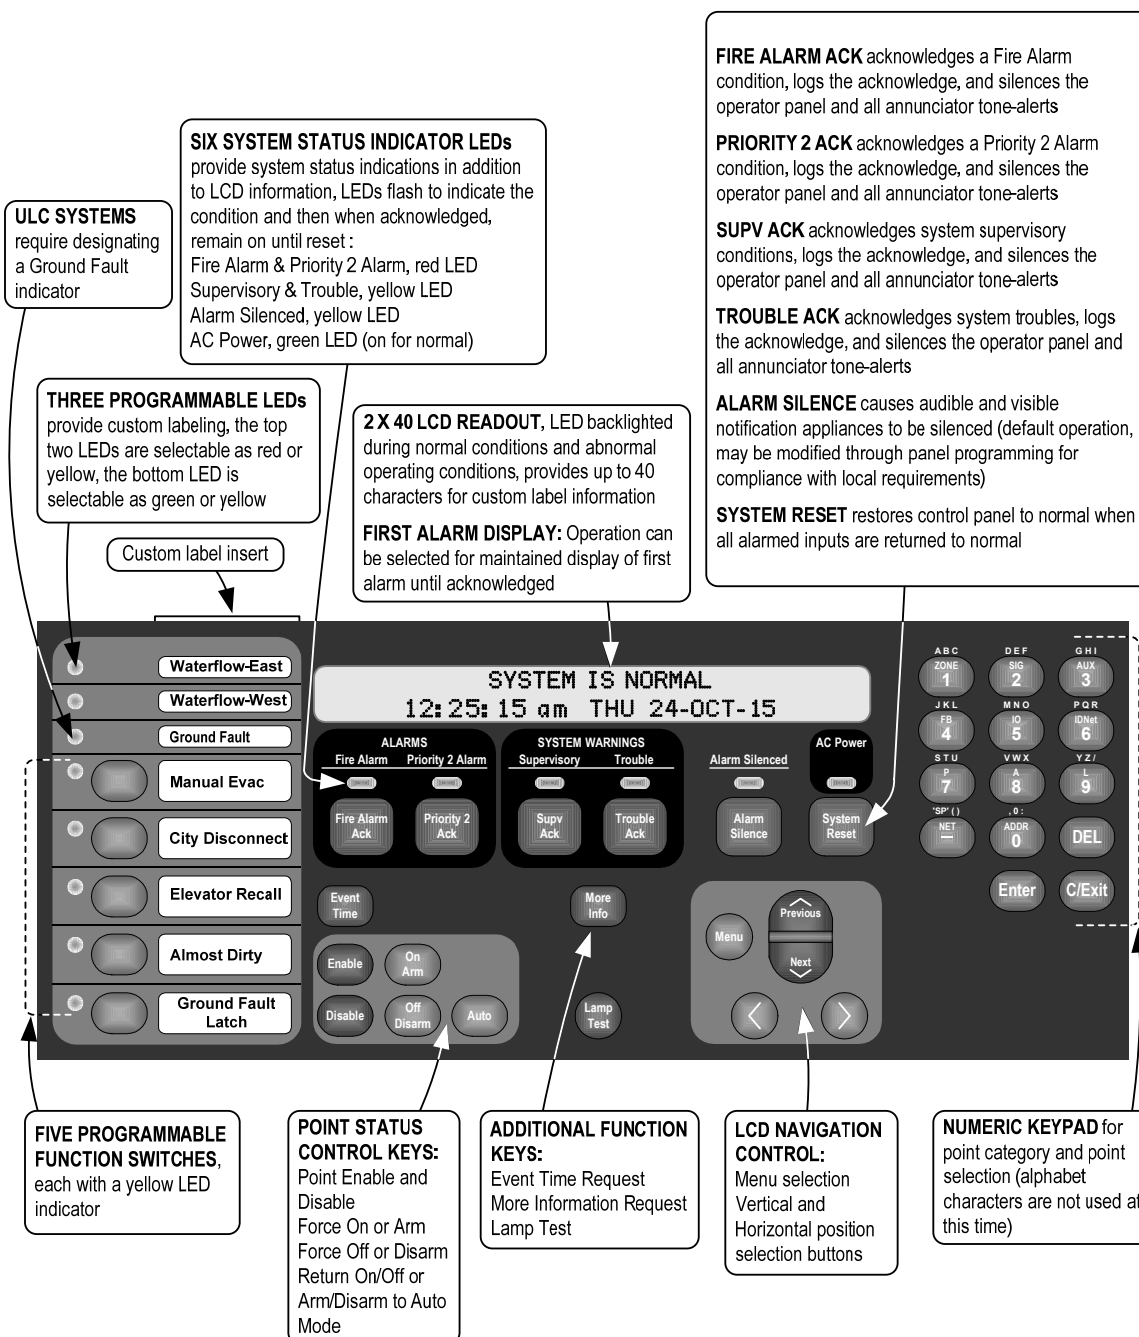 FIRE ALARM ACK acknowledges a Fire Alarm
condition, logs the acknowledge, and silences the
operator panel and all annunciator tone-alerts
PRIORITY 2 ACK acknowledges a Priority 2 Alarm
condition, logs the acknowledge, and silences the
operator panel and all annunciator tone-alerts
SUPV ACK acknowledges system supervisory
conditions, logs the acknowledge, and silences the
operator panel and all annunciator tone-alerts
TROUBLE ACK acknowledges system troubles, logs
the acknowledge, and silences the operator panel and
all annunciator tone-alerts
ALARM SILENCE causes audible and visible
notification appliances to be silenced (default operation,
may be modified through panel programming for
compliance with local requirements)
SYSTEM RESET restores control panel to normal when
all alarmed inputs are returned to normal
SIX SYSTEM STATUS INDICATOR LEDs
provide system status indications in addition
to LCD information, LEDs flash to indicate the
condition and then when acknowledged,
remain on until reset :
Fire Alarm & Priority 2 Alarm, red LED
Supervisory & Trouble, yellow LED
Alarm Silenced, yellow LED
AC Power, green LED (on for normal)
ULC SYSTEMS
require designating
a Ground Fault
indicator
THREE PROGRAMMABLE LEDs
provide custom labeling, the top
two LEDs are selectable as red or
yellow, the bottom LED is
selectable as green or yellow
2 X 40 LCD READOUT, LED backlighted
during normal conditions and abnormal
operating conditions, provides up to 40
characters for custom label information
FIRST ALARM DISPLAY: Operation can
be selected for maintained display of first
alarm until acknowledged
Custom label insert
Waterflow-East
Waterflow-West
Ground Fault
Manual Evac
City Disconnect
Elevator Recall
Almost Dirty
Ground Fault
Latch
SYSTEM IS NORMAL
12:25:15 am THU 24-OCT-15
ALARMS
Fire Alarm Priority 2 Alarm
Fire Alarm
Ack
Priority 2
Ack
SYSTEM WARNINGS
Supervisory Trouble
Supv
Ack
Trouble
Ack
Alarm Silenced
Alarm
Silence
AC Power
System
Reset
Event
Time
More
Info
Enable
On
Arm
Disable
Off
Disarm
Auto
Lamp
Test
Menu
Previous
Next
A B C
ZONE
1
D E F
SIG
2
G H I
AUX
3
J K L
FB
4
M N O
IO
5
P Q R
IDNet
6
S T U
P
7
V W X
A
8
Y Z /
L
9
'SP' ( )
NET
, 0 :
ADDR
0
DEL
Enter
C/Exit
FIVE PROGRAMMABLE
FUNCTION SWITCHES,
each with a yellow LED
indicator
POINT STATUS
CONTROL KEYS:
Point Enable and
Disable
Force On or Arm
Force Off or Disarm
Return On/Off or
Arm/Disarm to Auto
Mode
ADDITIONAL FUNCTION
KEYS:
Event Time Request
More Information Request
Lamp Test
LCD NAVIGATION
CONTROL:
Menu selection
Vertical and
Horizontal position
selection buttons
NUMERIC KEYPAD for
point category and point
selection (alphabet
characters are not used at
this time)